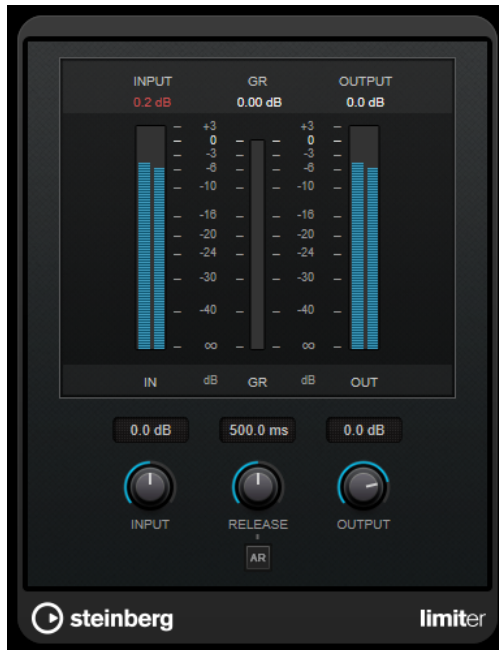 INPUT GR OUTPUT
0.2 dB 0.00 dB 0.0 dB
+3 +3
0 0
-3 -3
-6 -6
-10 -10
-16 -16
-20 -20
-24 -24
-30 -30
-40 -40
∞ ∞
IN dB GR dB OUT
0.0 dB 500.0 ms 0.0 dB
INPUT RELEASE OUTPUT
AR
steinberg limiter